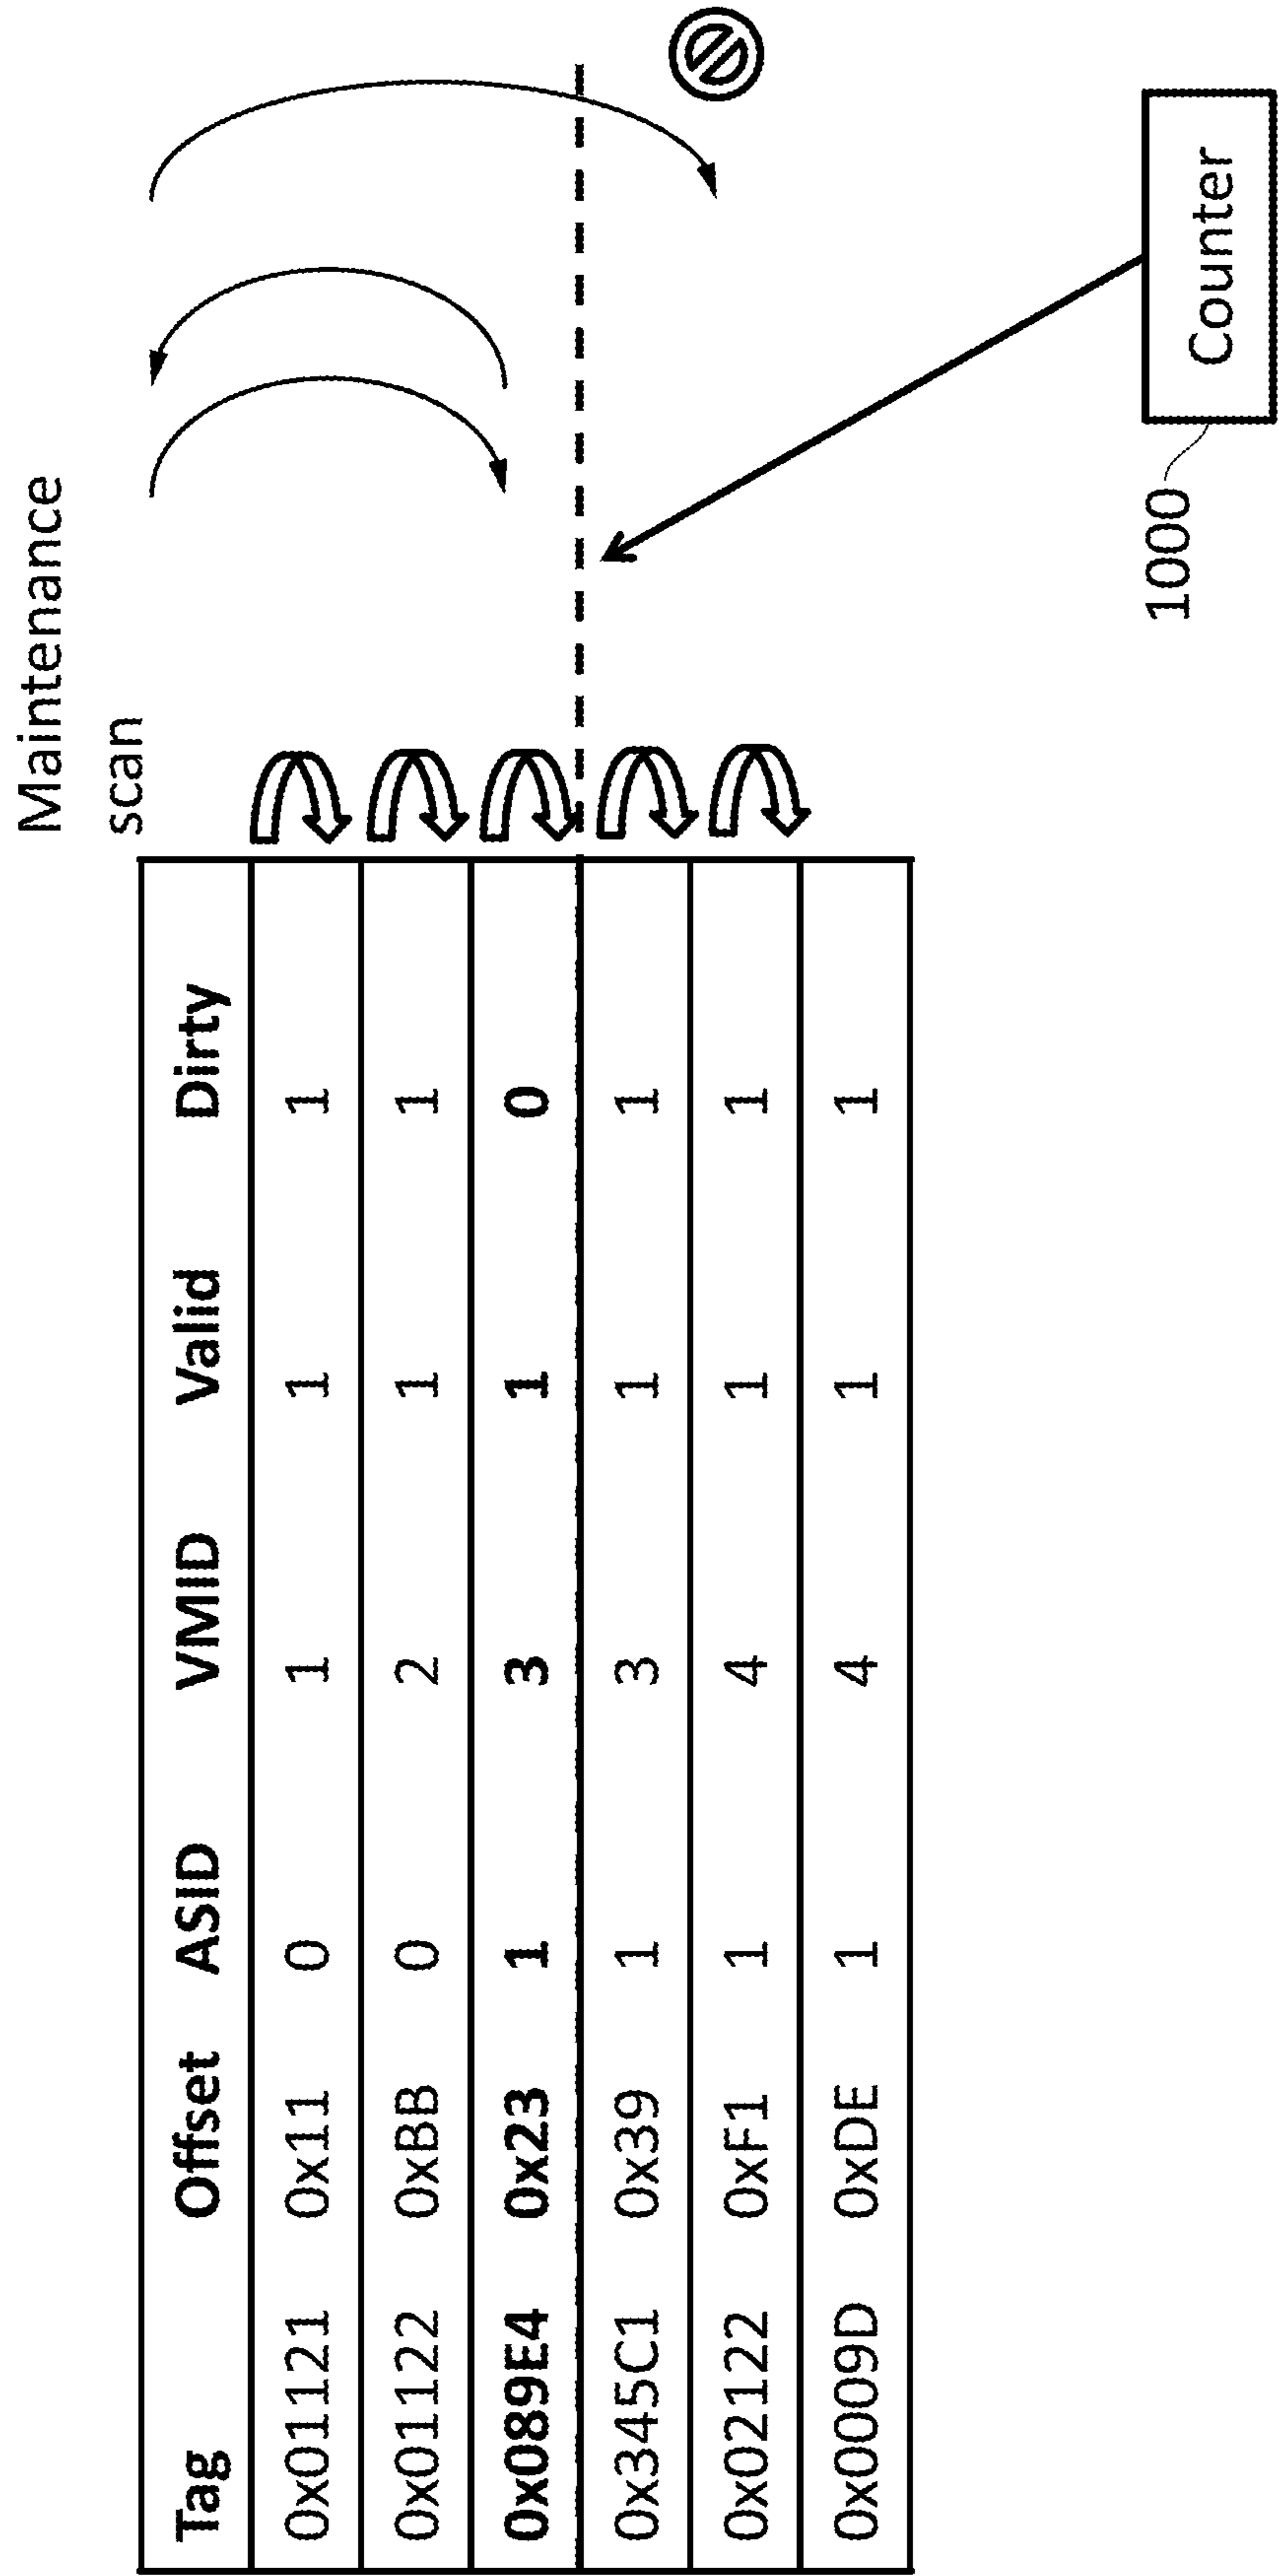 Maintenance
scan
Tag Offset ASID VMID Valid Dirty
0x01121 0x11 0 1 1 1
0x01122 0xBB 0 2 1 1
0x089E4 0x23 1 3 1 0
0x345C1 0x39 1 3 1 1
0x02122 0xF1 1 4 1 1
0x0009D 0xDE 1 4 1 1
1000
Counter